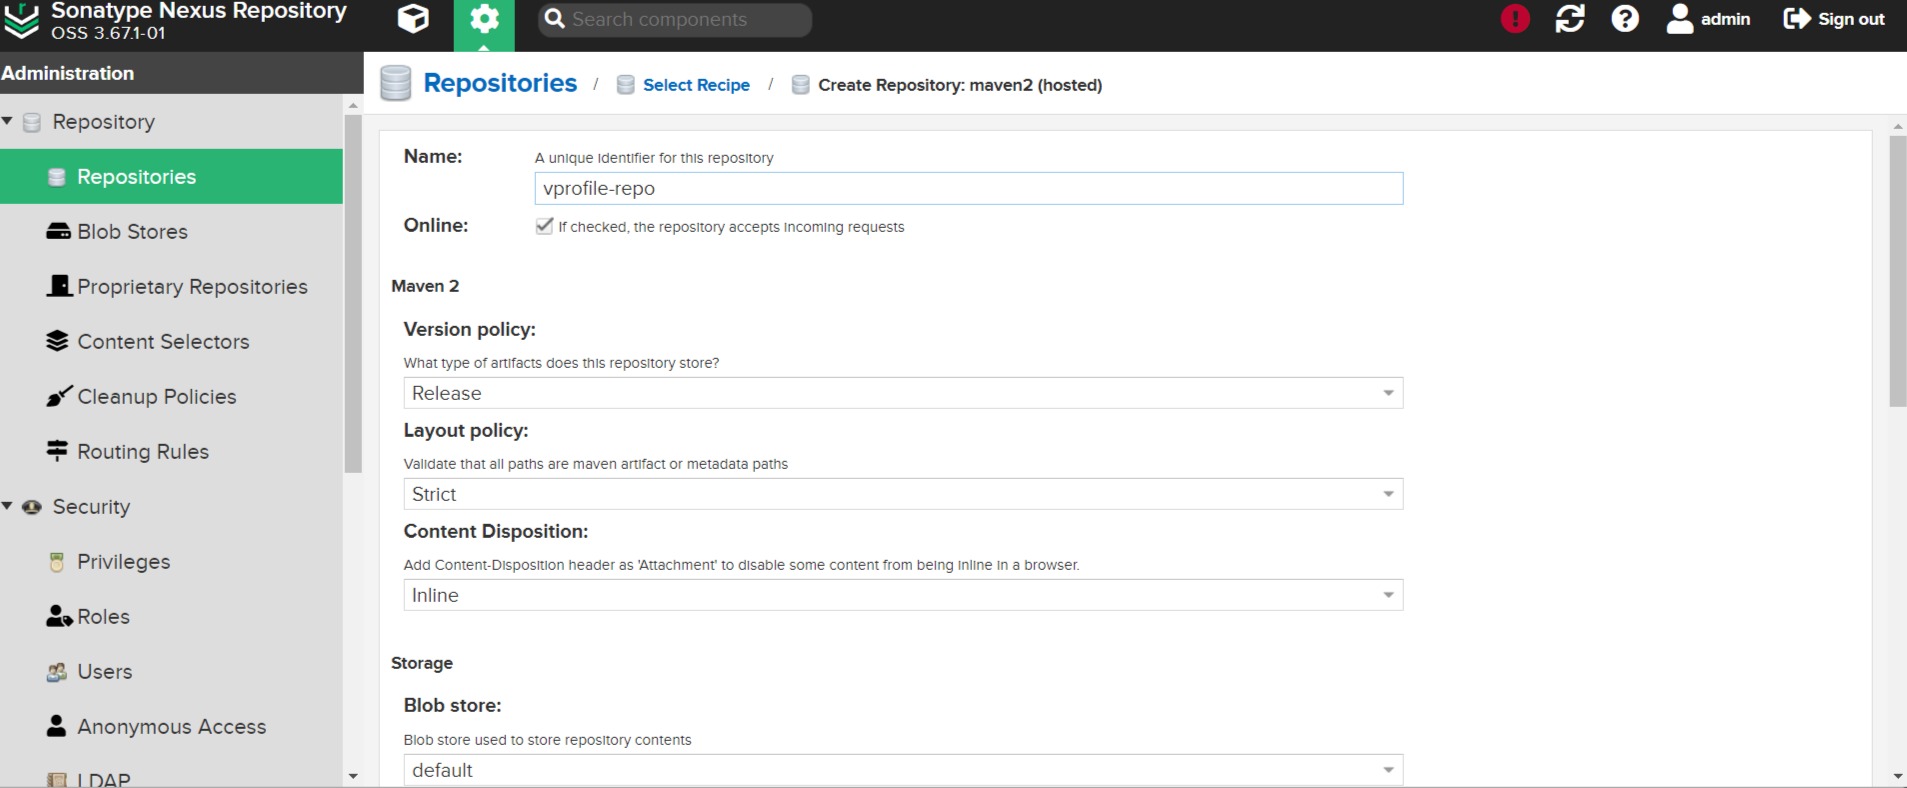 Sonatype Nexus Repository
OSS 3.67.1-01
Search components
admin
Sign out
Administration
Repositories / Select Recipe / Create Repository: maven2 (hosted)
Repository
Repositories
Blob Stores
Proprietary Repositories
Content Selectors
Cleanup Policies
Routing Rules
Security
Privileges
Roles
Users
Anonymous Access
LDAP
Name:
A unique identifier for this repository
vprofile-repo
Online:
If checked, the repository accepts incoming requests
Maven 2
Version policy:
What type of artifacts does this repository store?
Release
Layout policy:
Validate that all paths are maven artifact or metadata paths
Strict
Content Disposition:
Add Content-Disposition header as 'Attachment' to disable some content from being inline in a browser.
Inline
Storage
Blob store:
Blob store used to store repository contents
default